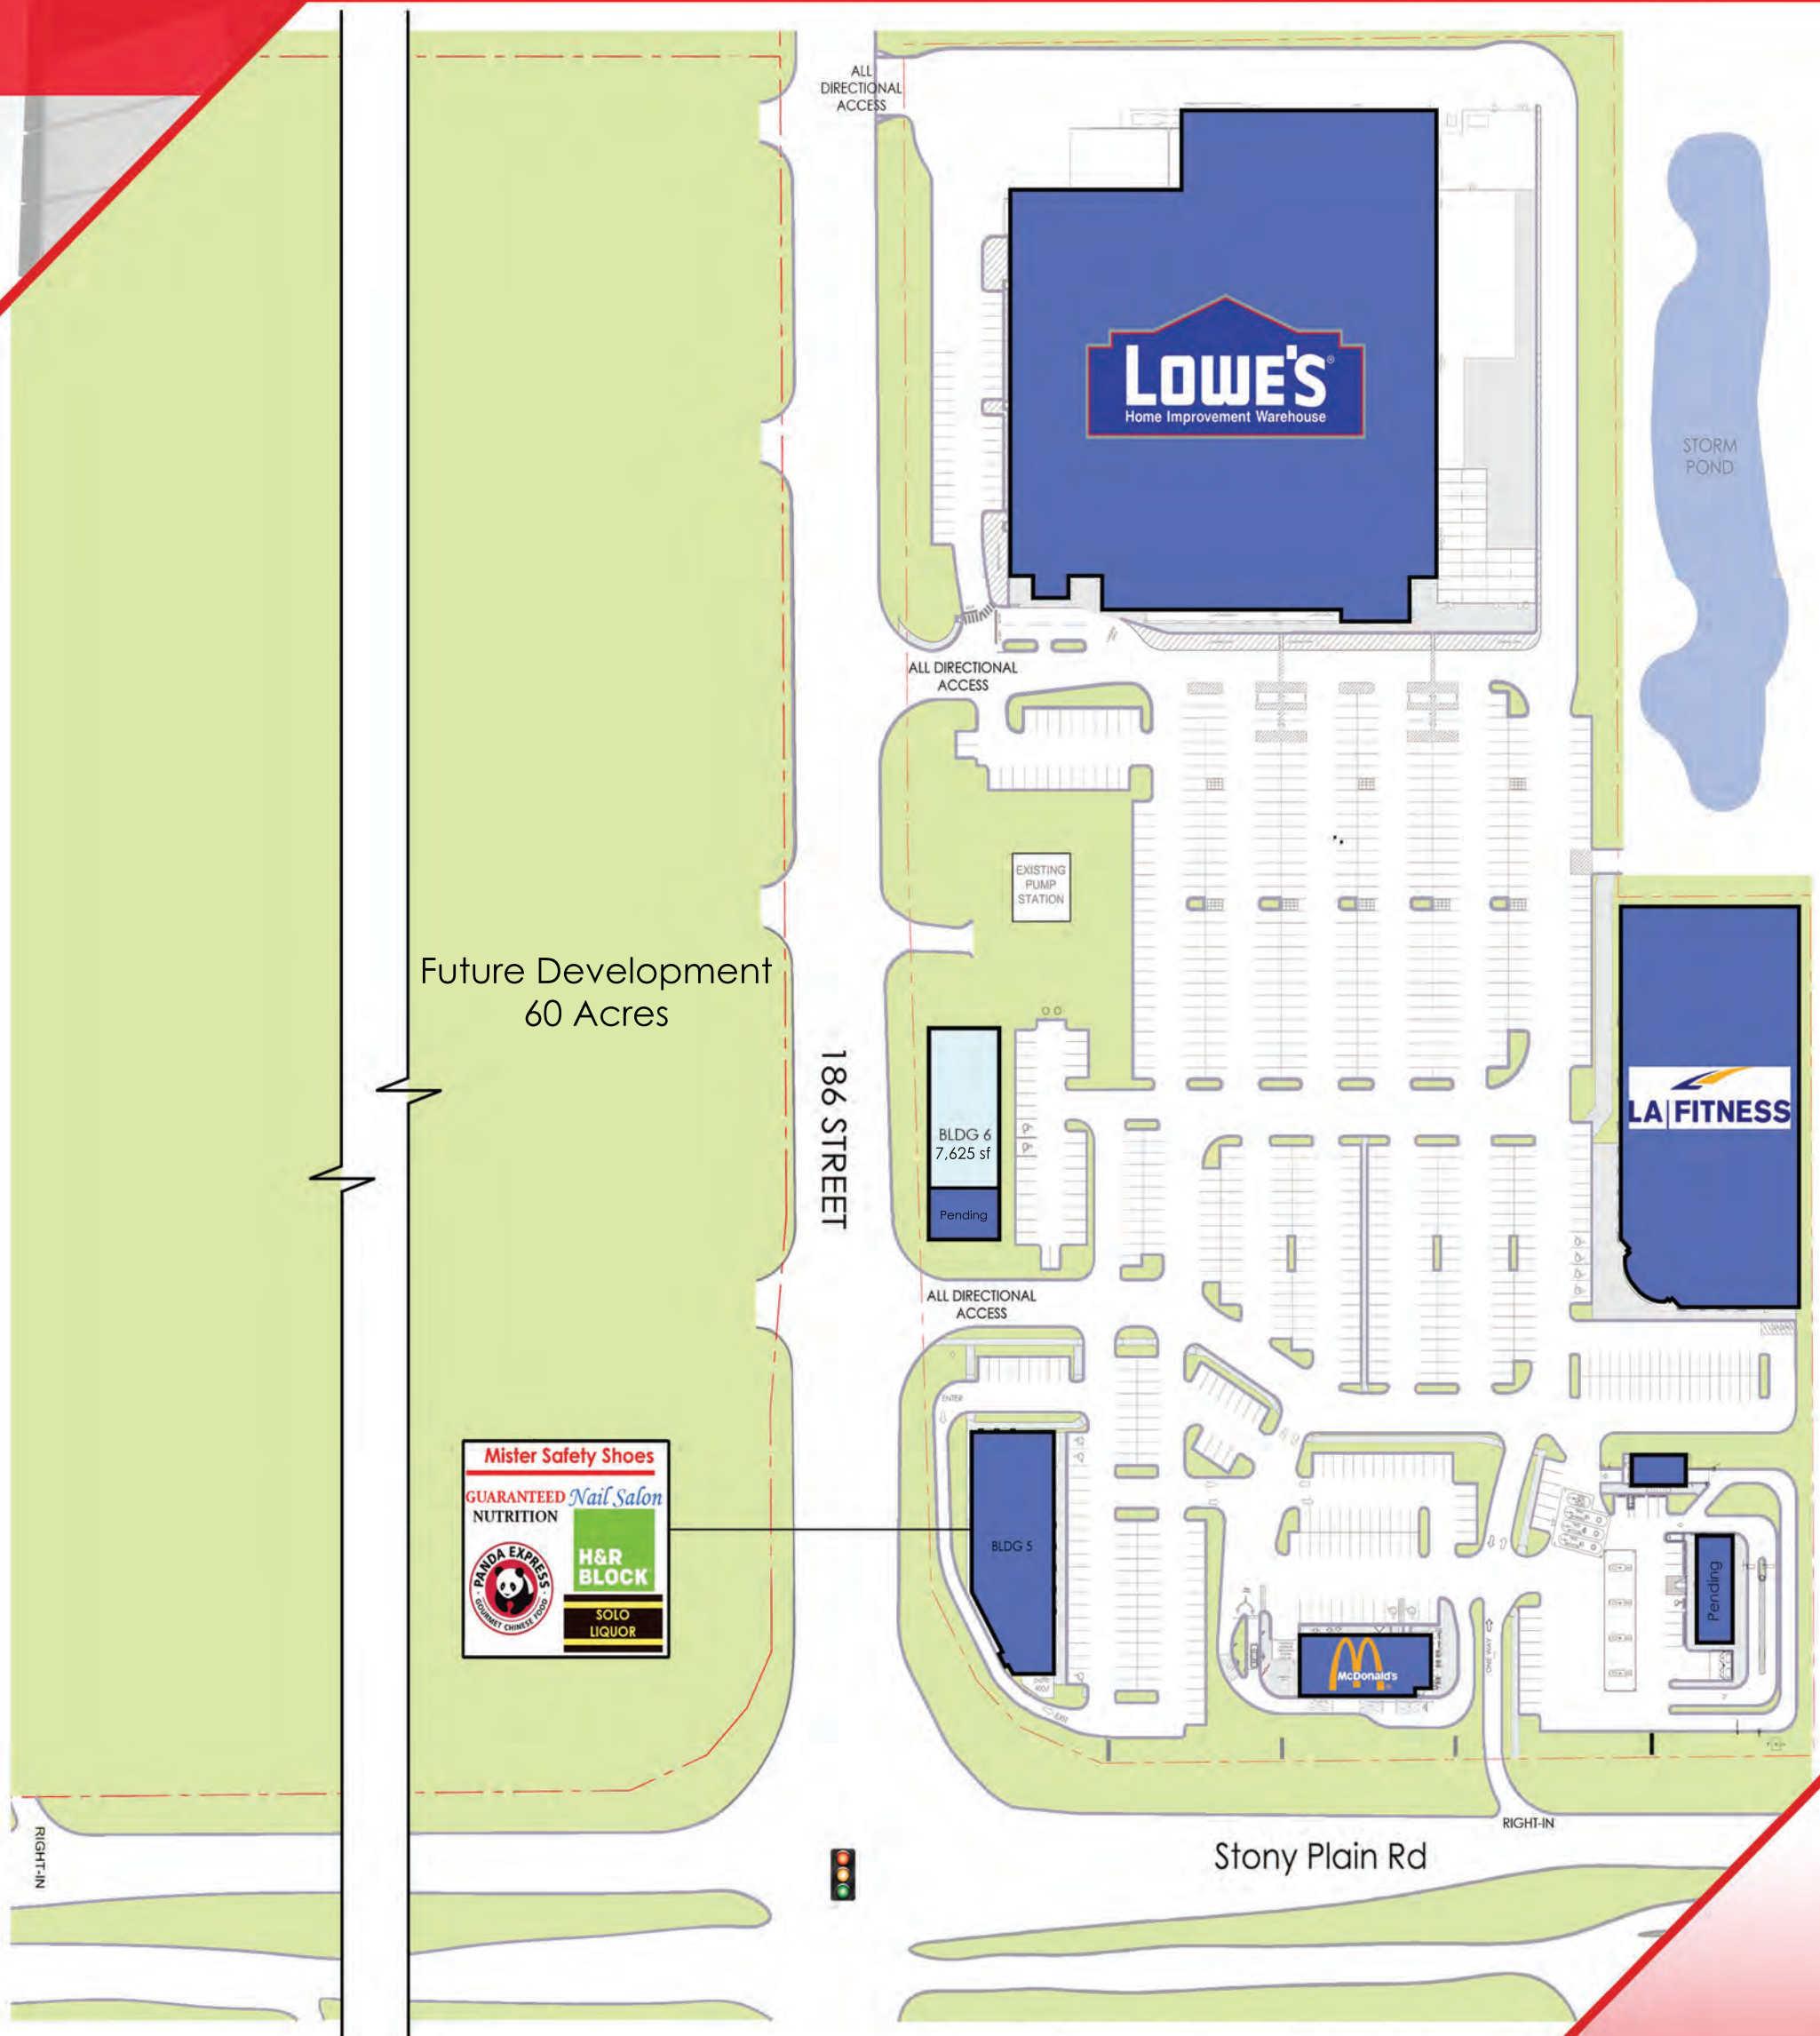 ALL
DIRECTIONAL
ACCESS
LOWE'S®
Home Improvement Warehouse
STORM
POND
ALL DIRECTIONAL
ACCESS
EXISTING
PUMP
STATION
Future Development
60 Acres
186 STREET
BLDG 6
7,625 sf
Pending
LA FITNESS
ALL DIRECTIONAL
ACCESS
ENTER
Mister Safety Shoes
GUARANTEED
NUTRITION
Nail Salon
PANDA EXPRESS
GOURMET CHINESE FOOD
H&R
BLOCK
SOLO
LIQUOR
BLDG 5
Pending
McDonald's
ONE WAY
EXIT
RIGHT-IN
RIGHT-IN
Stony Plain Rd